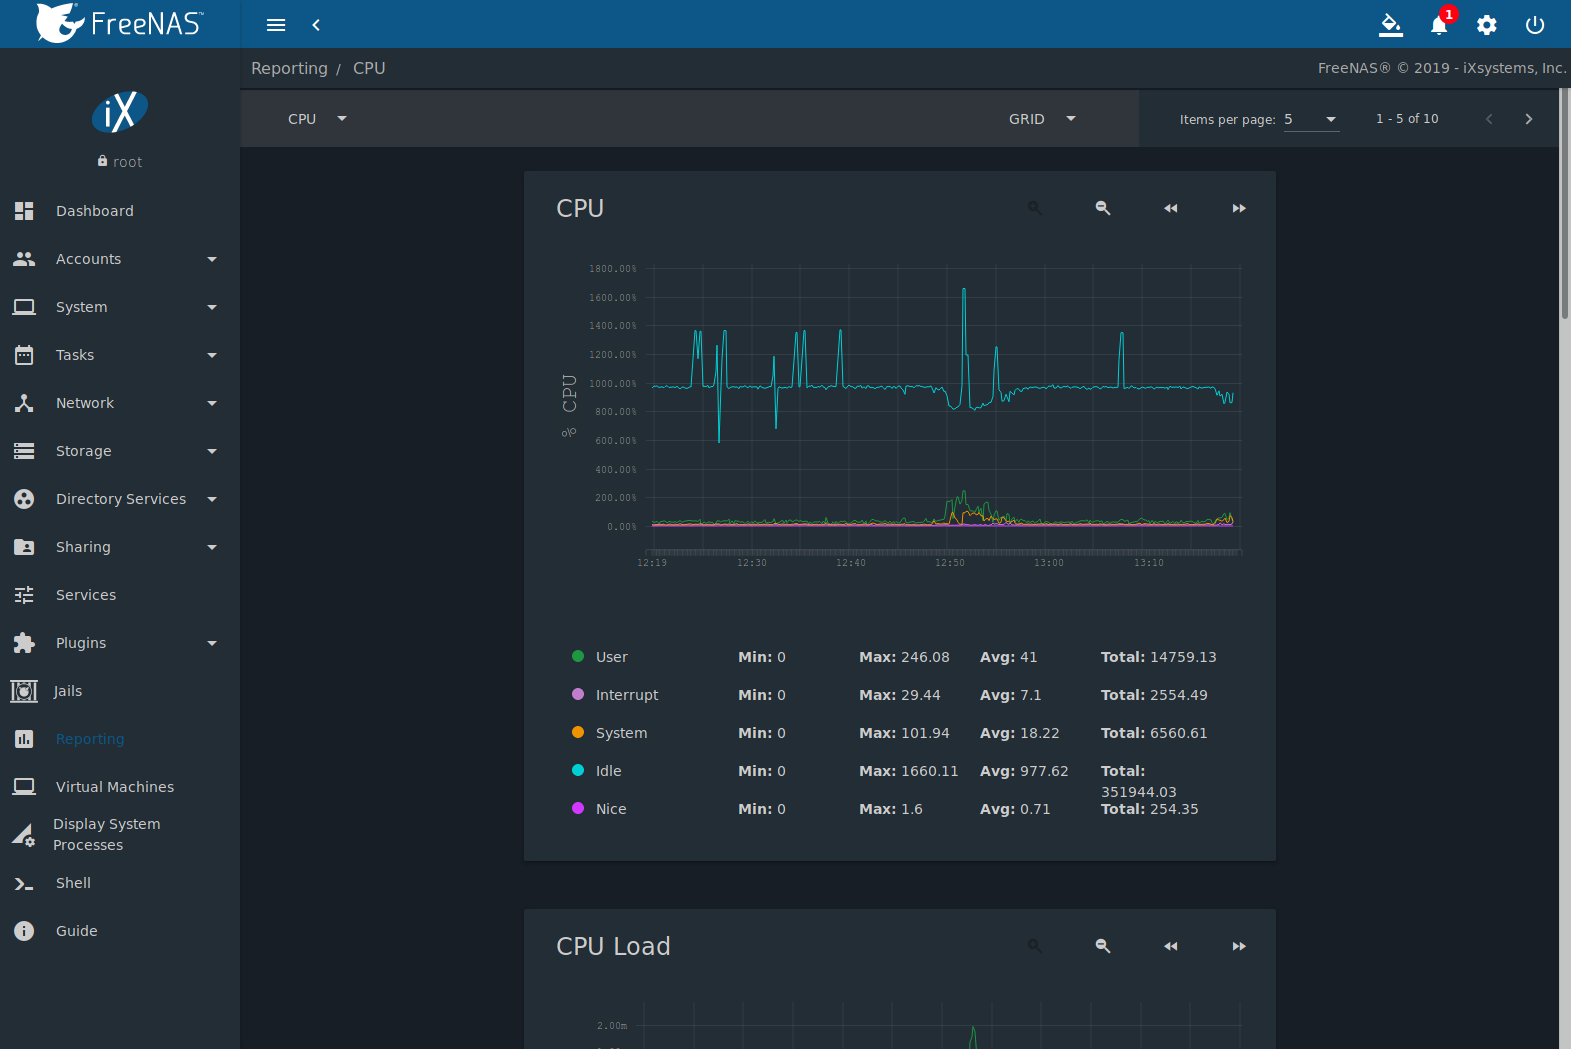 FreeNAS™
1
Reporting / CPU
FreeNAS® © 2019 - iXsystems, Inc.
iX
root
CPU
GRID
Items per page: 5
1 - 5 of 10
Dashboard
Accounts
System
Tasks
Network
Storage
Directory Services
Sharing
Services
Plugins
Jails
Reporting
Virtual Machines
Display System
Processes
Shell
Guide
CPU
% CPU
1800.00%
1600.00%
1400.00%
1200.00%
1000.00%
800.00%
600.00%
400.00%
200.00%
0.00%
12:19 12:30 12:40 12:50 13:00 13:10
User Min: 0 Max: 246.08 Avg: 41 Total: 14759.13
Interrupt Min: 0 Max: 29.44 Avg: 7.1 Total: 2554.49
System Min: 0 Max: 101.94 Avg: 18.22 Total: 6560.61
Idle Min: 0 Max: 1660.11 Avg: 977.62 Total:
351944.03
Nice Min: 0 Max: 1.6 Avg: 0.71 Total: 254.35
CPU Load
2.00m